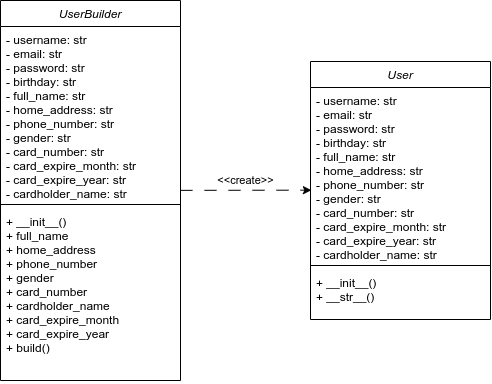 UserBuilder
- username: str
- email: str
- password: str
- birthday: str
- full_name: str
- home_address: str
- phone_number: str
- gender: str
- card_number: str
- card_expire_month: str
- card_expire_year: str
- cardholder_name: str
+ __init__()
+ full_name
+ home_address
+ phone_number
+ gender
+ card_number
+ cardholder_name
+ card_expire_month
+ card_expire_year
+ build()
<<create>>
User
- username: str
- email: str
- password: str
- birthday: str
- full_name: str
- home_address: str
- phone_number: str
- gender: str
- card_number: str
- card_expire_month: str
- card_expire_year: str
- cardholder_name: str
+ __init__()
+ __str__()